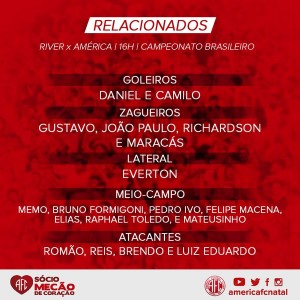 RELACIONADOS
RIVER x AMÉRICA | 16H | CAMPEONATO BRASILEIRO
GOLEIROS
DANIEL E CAMILO
ZAGUEIROS
GUSTAVO, JOÃO PAULO, RICHARDSON
E MARACÁS
LATERAL
EVERTON
MEIO-CAMPO
MEMO, BRUNO FORMIGONI, PEDRO IVO, FELIPE MACENA,
ELIAS, RAPHAEL TOLEDO, E MATEUSINHO
ATACANTES
ROMÃO, REIS, BRENDO E LUIZ EDUARDO
AFC
SÓCIO
MECÃO
DE CORAÇÃO
AFC
americafcnatal